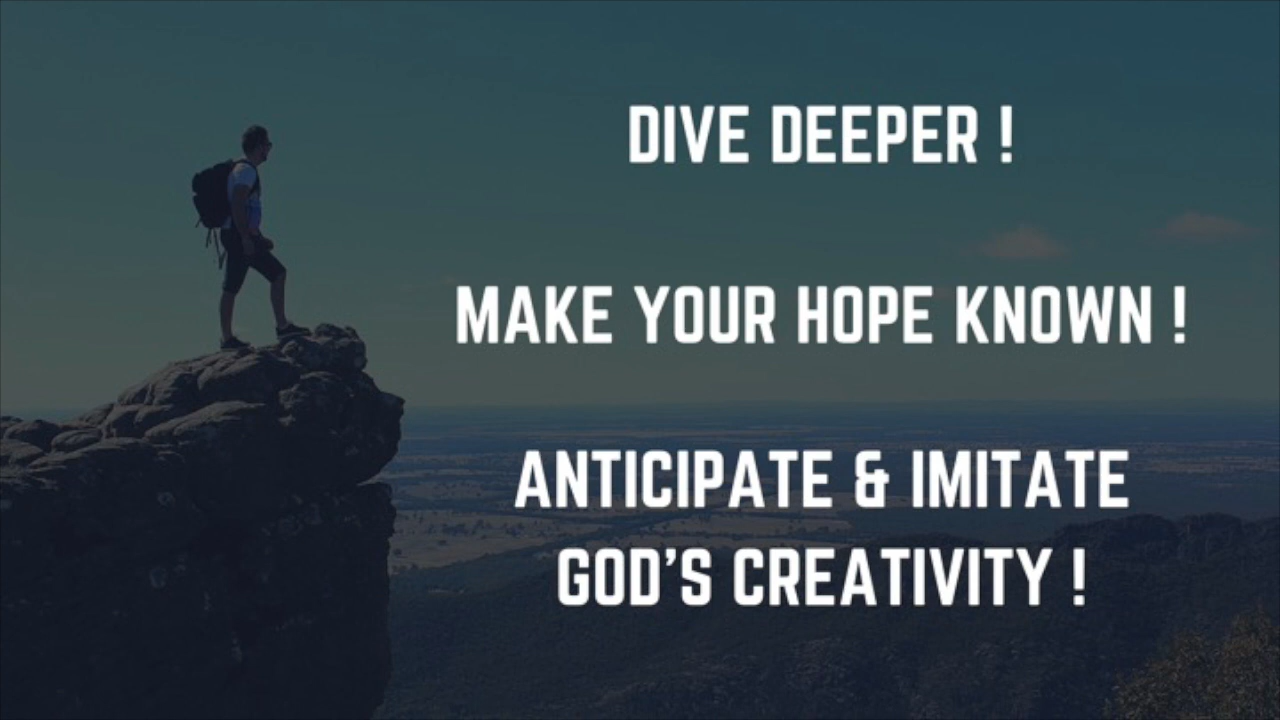 DIVE DEEPER !
MAKE YOUR HOPE KNOWN !
ANTICIPATE & IMITATE
GOD'S CREATIVITY !